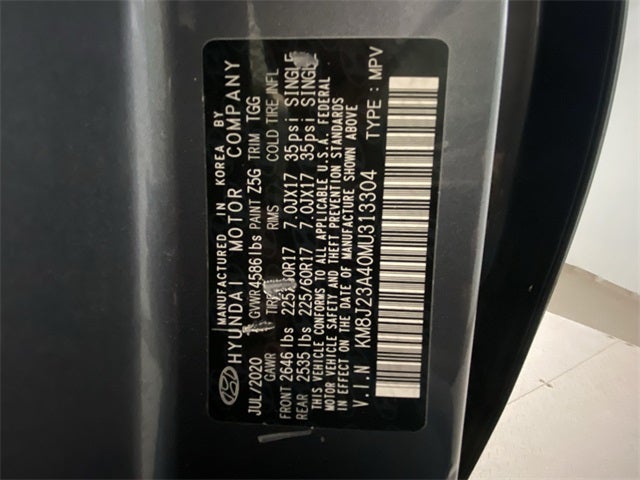 MANUFACTURED IN KOREA BY
HYUNDAI MOTOR COMPANY
JUL/2020 GVWR 4586 lbs PAINT Z5G TRIM TGG
GAWR TIRE RIMS COLD TIRE INFL
FRONT 2646 lbs 225/60R17 7.0JX17 35psi SINGLE
REAR 2535 lbs 225/60R17 7.0JX17 35psi SINGLE
THIS VEHICLE CONFORMS TO ALL APPLICABLE U.S.A. FEDERAL
MOTOR VEHICLE SAFETY AND THEFT PREVENTION STANDARDS
IN EFFECT ON THE DATE OF MANUFACTURE SHOWN ABOVE
V.I.N KM8J23A40MU313304 TYPE: MPV